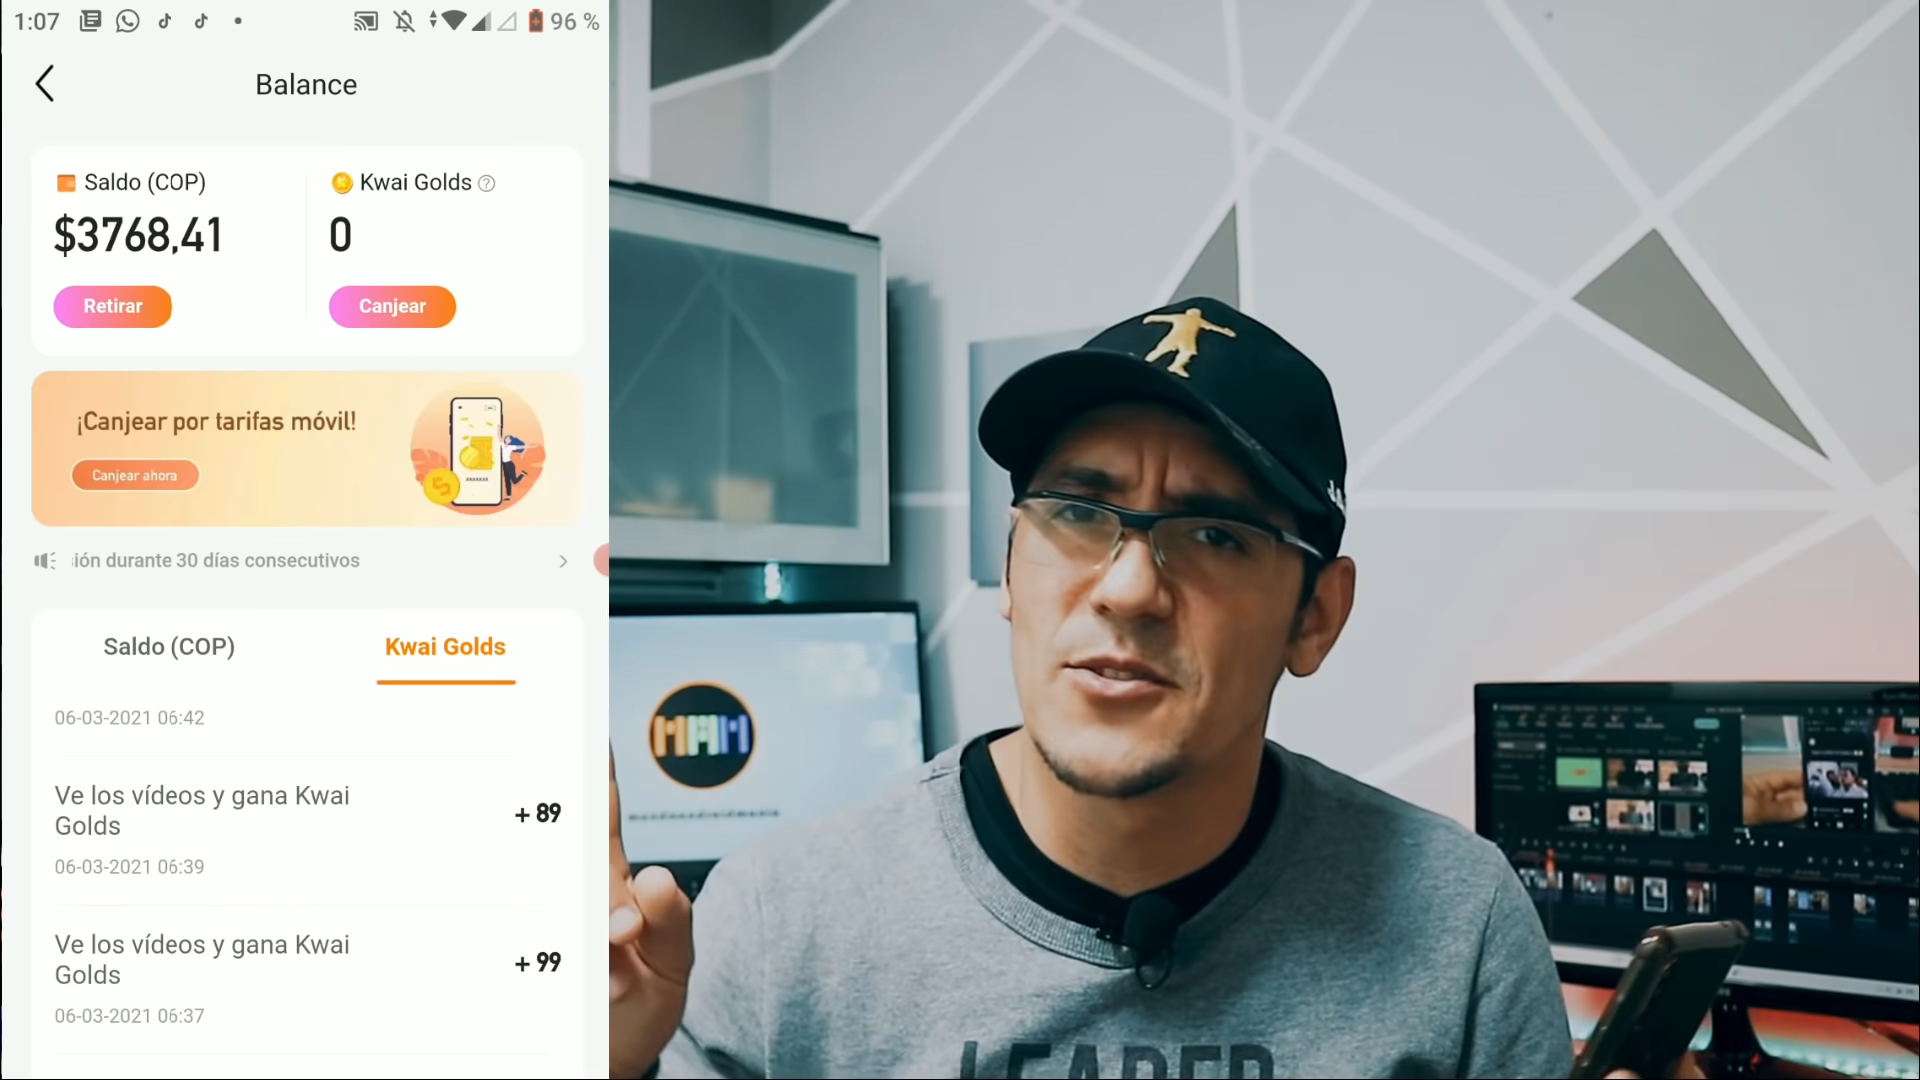 1:07
96 %
Balance
Saldo (COP)
Kwai Golds
$3768,41
0
Retirar
Canjear
¡Canjear por tarifas móvil!
Canjear ahora
ión durante 30 días consecutivos
Saldo (COP)
Kwai Golds
06-03-2021 06:42
Ve los vídeos y gana Kwai
Golds
+ 89
06-03-2021 06:39
Ve los vídeos y gana Kwai
Golds
+ 99
06-03-2021 06:37
LEADER